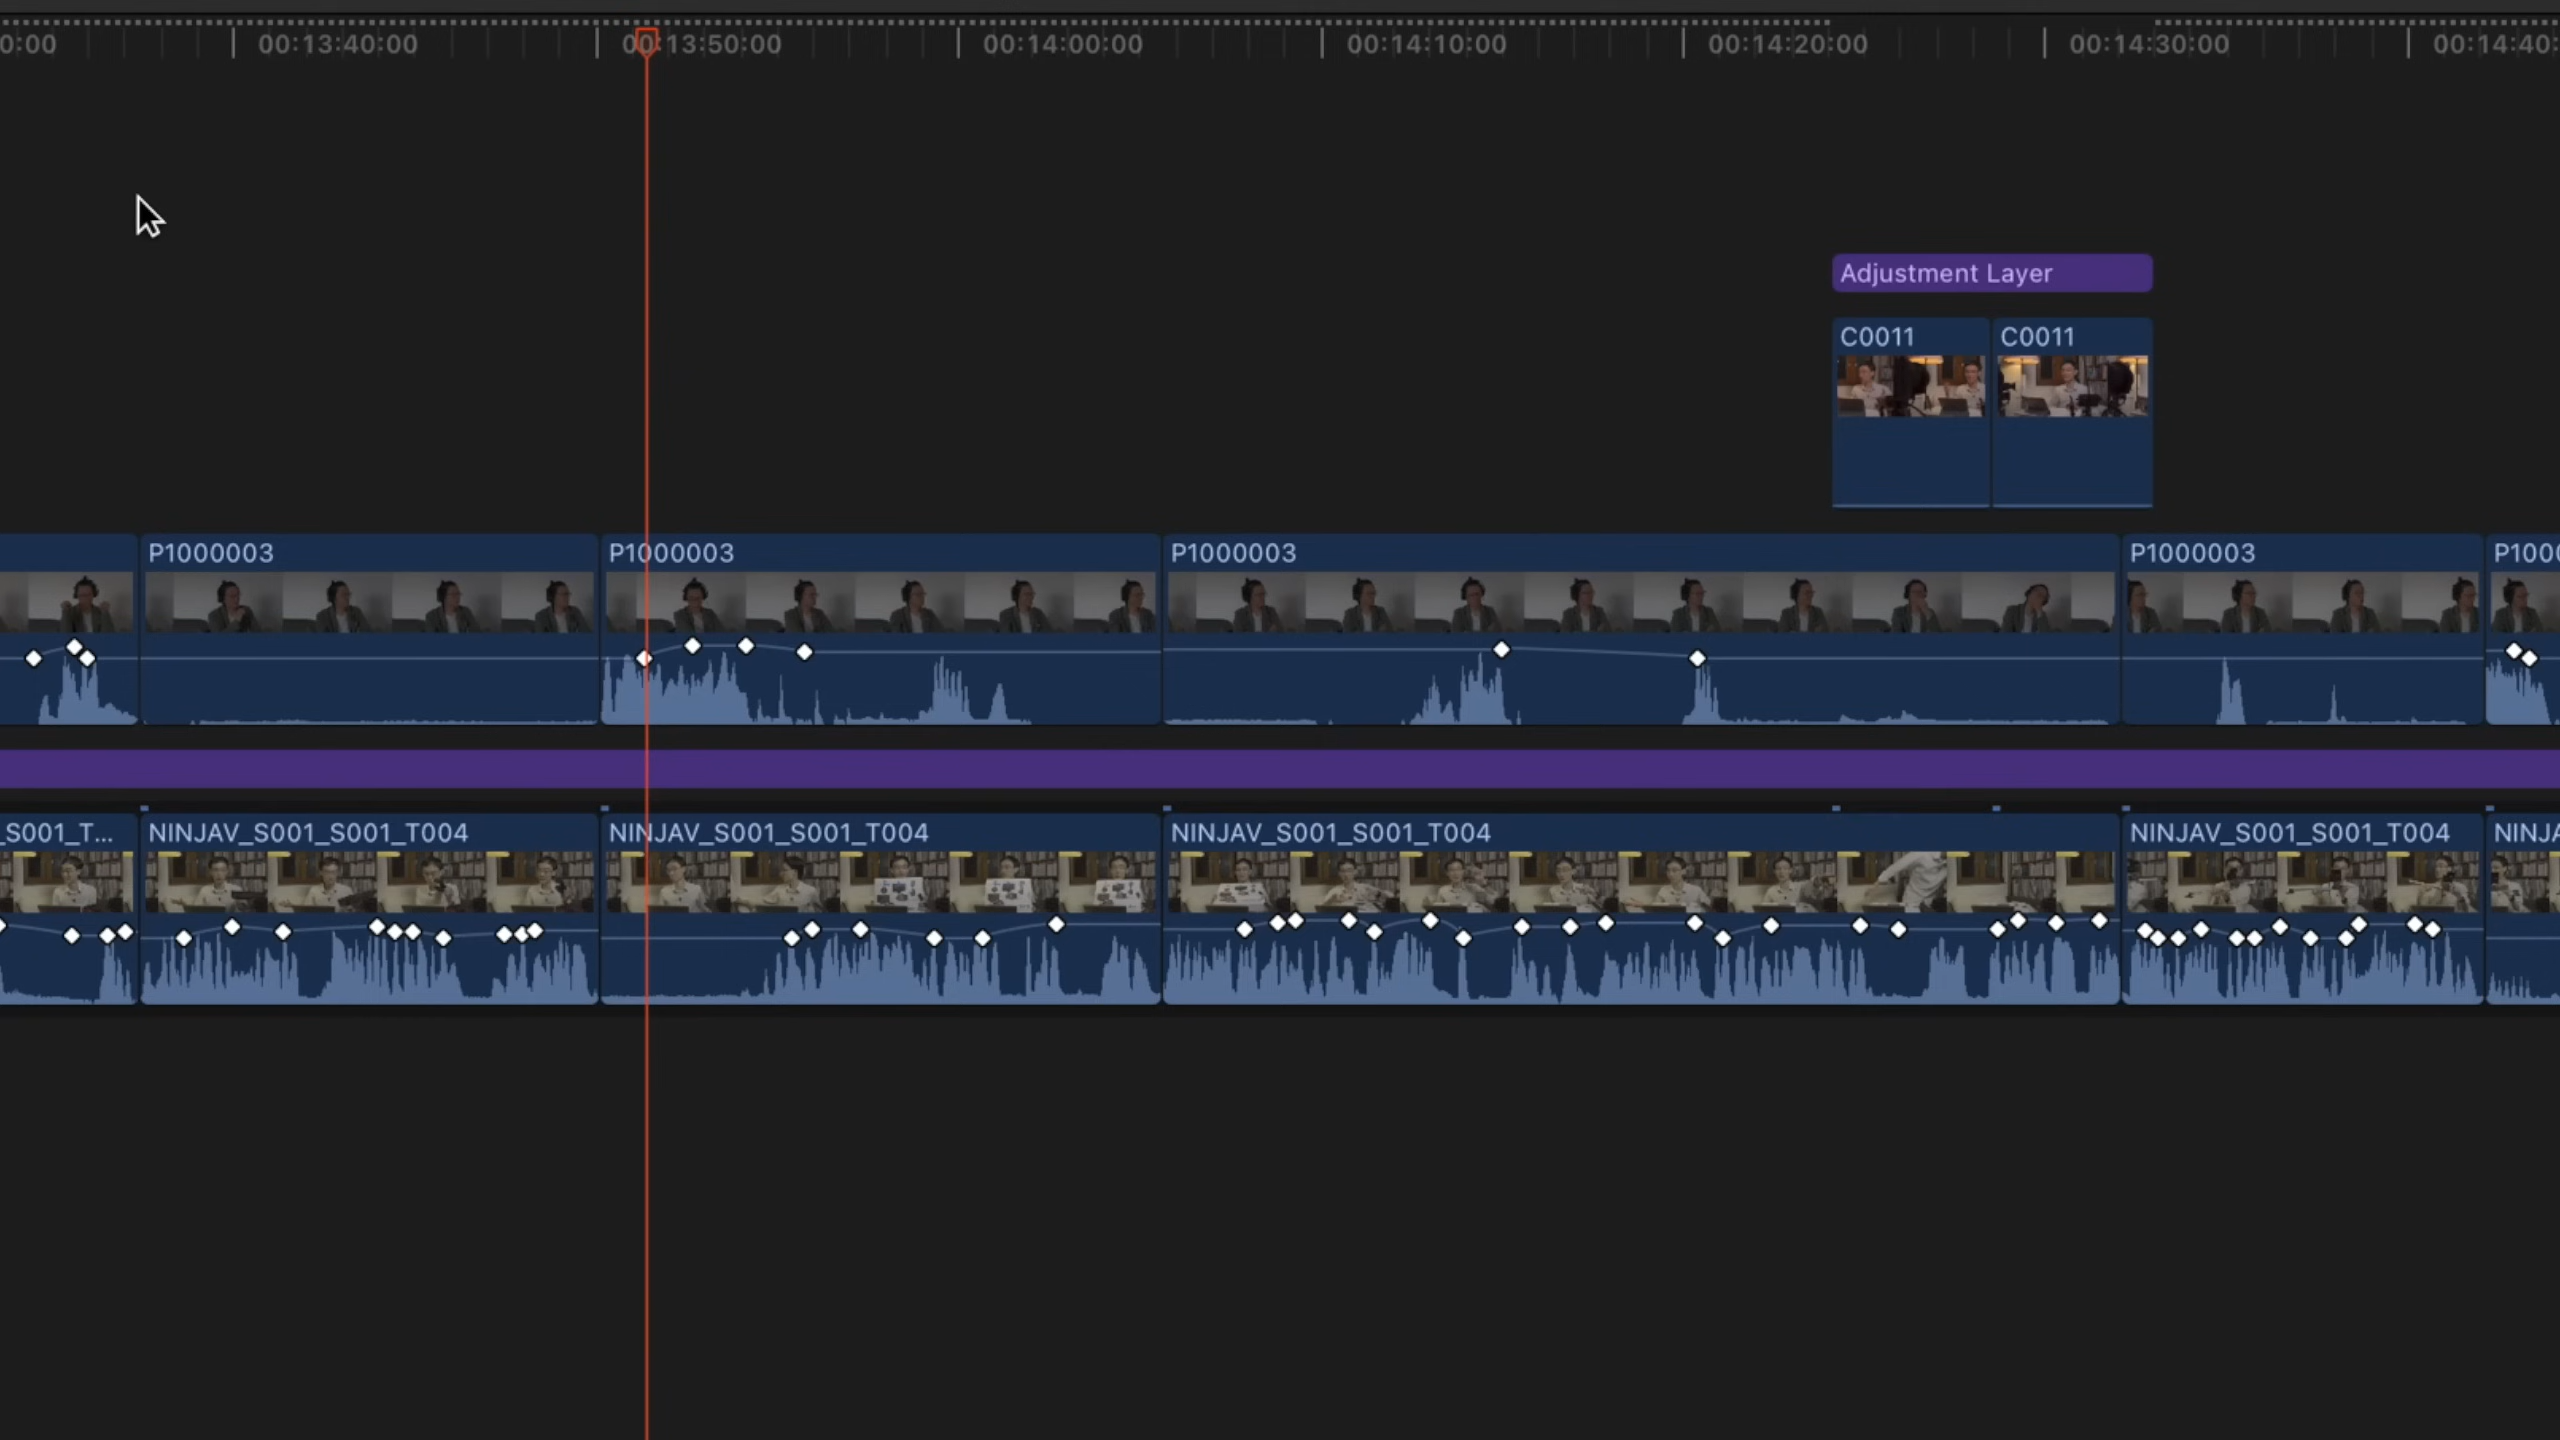 0:00 00:13:40:00 00:13:50:00 00:14:00:00 00:14:10:00 00:14:20:00 00:14:30:00 00:14:40:
Adjustment Layer
C0011 C0011
P1000003 P1000003 P1000003 P1000003 P100
_S001_T... NINJAV_S001_S001_T004 NINJAV_S001_S001_T004 NINJAV_S001_S001_T004 NINJAV_S001_S001_T004 NINJA